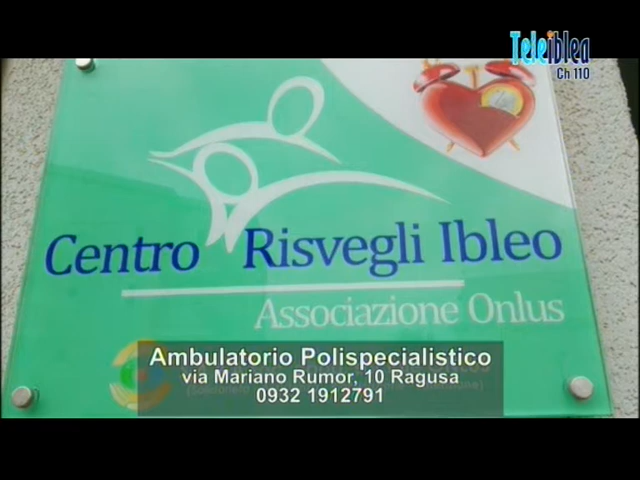 Teleiblea
Ch 110
Centro Risvegli Ibleo
Associazione Onlus
Ambulatorio Polispecialistico
via Mariano Rumor, 10 Ragusa
0932 1912791